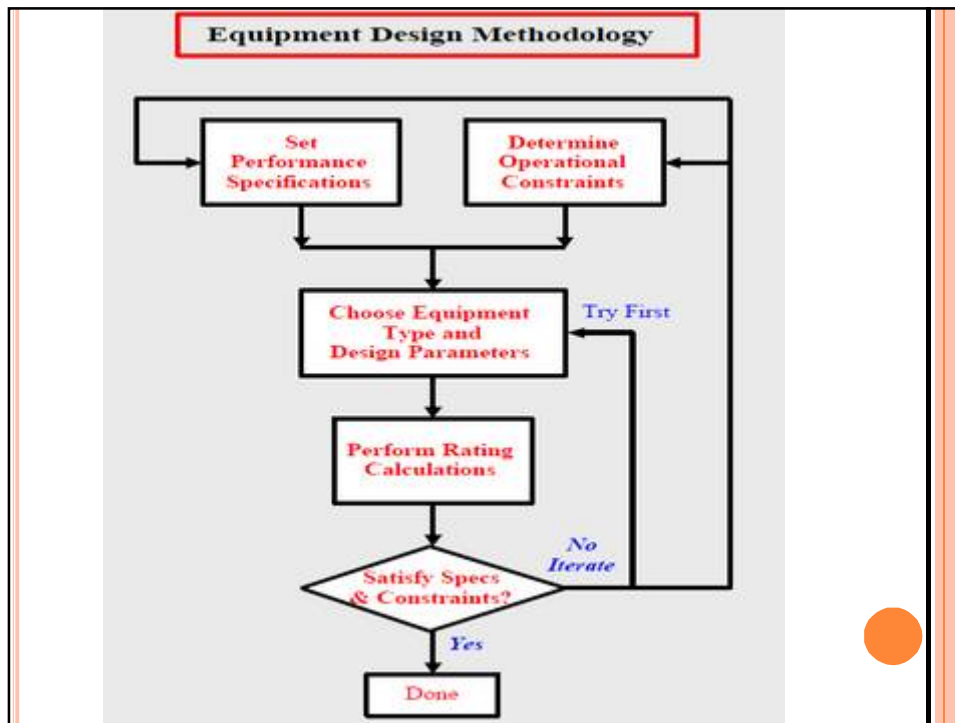 Equipment Design Methodology
Set
Performance
Specifications
Determine
Operational
Constraints
Choose Equipment
Type and
Design Parameters
Try First
Perform Rating
Calculations
No
Iterate
Satisfy Specs
& Constraints?
Yes
Done